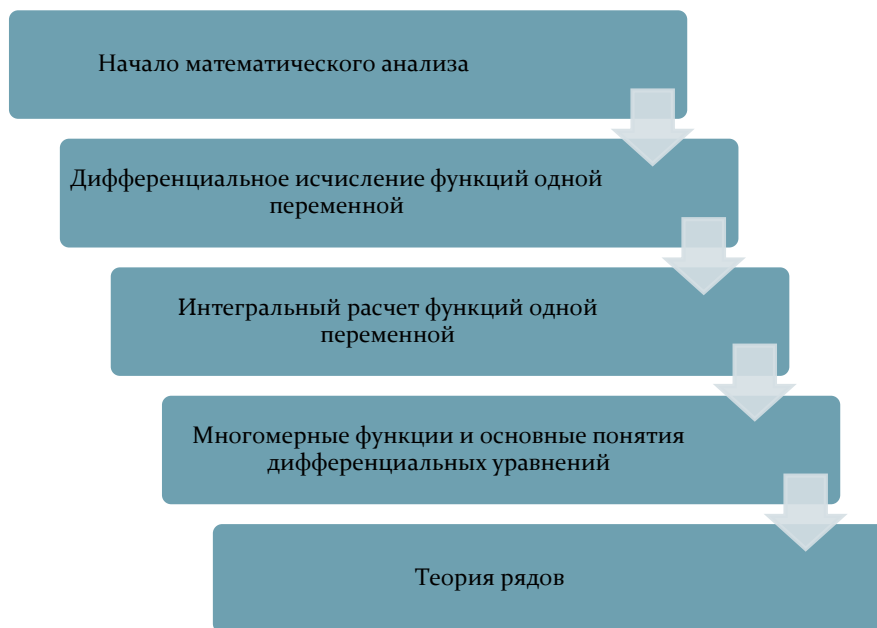 Начало математического анализа
Дифференциальное исчисление функций одной
переменной
Интегральный расчет функций одной
переменной
Многомерные функции и основные понятия
дифференциальных уравнений
Теория рядов